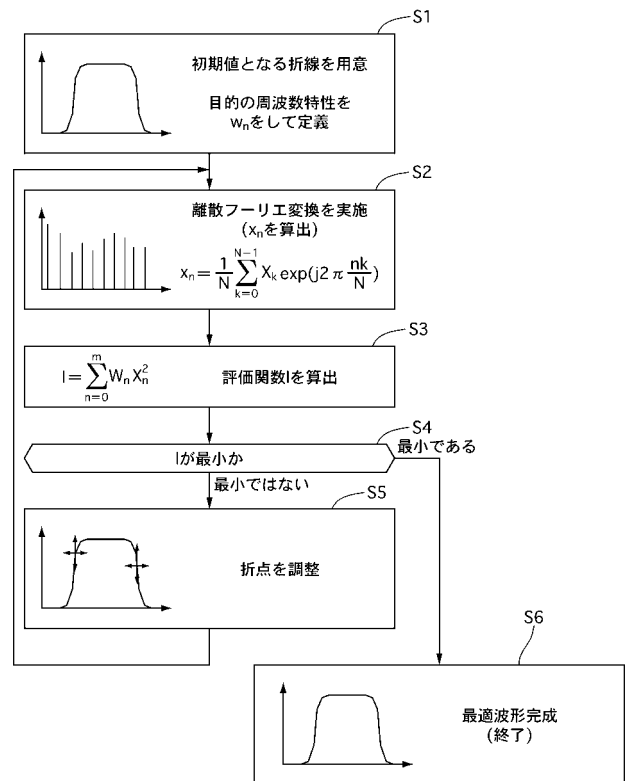 S1
初期値となる折線を用意
目的の周波数特性を
wnをして定義
S2
離散フーリエ変換を実施
(xnを算出)
xn = 1/N Σ k=0 N-1 Xk exp(j2π nk/N)
S3
I = Σ n=0 m Wn Xn^2
評価関数Iを算出
S4
Iが最小か
最小である
最小ではない
S5
折点を調整
S6
最適波形完成
(終了)